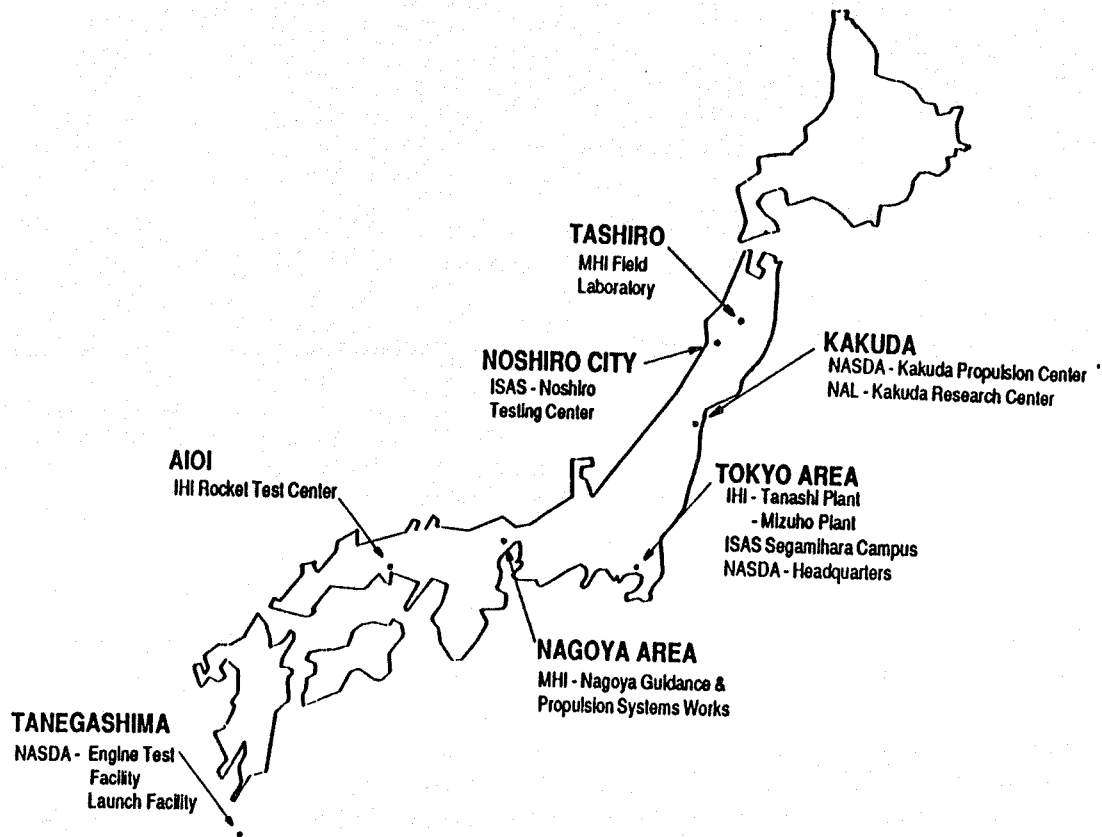 TASHIRO
MHI Field
Laboratory
NOSHIRO CITY
ISAS - Noshiro
Testing Center
KAKUDA
NASDA - Kakuda Propulsion Center
NAL - Kakuda Research Center
AIOI
IHI Rocket Test Center
TOKYO AREA
IHI - Tanashi Plant
- Mizuho Plant
ISAS Segamihara Campus
NASDA - Headquarters
NAGOYA AREA
MHI - Nagoya Guidance &
Propulsion Systems Works
TANEGASHIMA
NASDA - Engine Test
Facility
Launch Facility